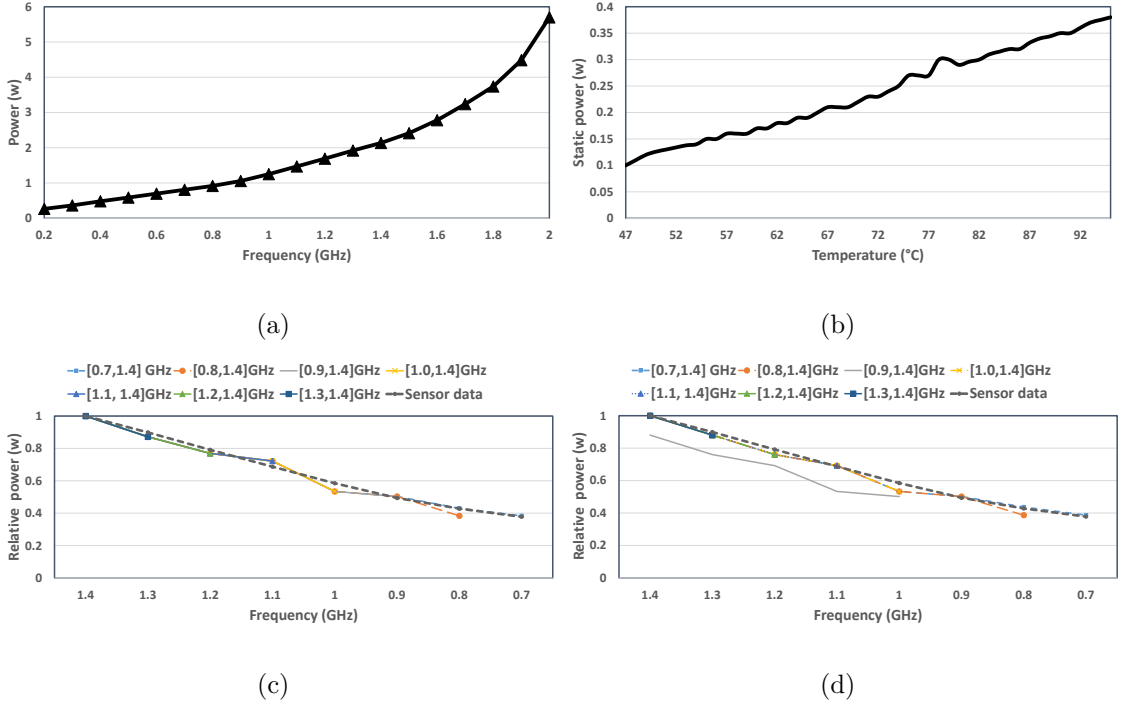 6
5
4
3
2
1
0
Power (w)
0.2 0.4 0.6 0.8 1 1.2 1.4 1.6 1.8 2
Frequency (GHz)
(a)
0.4
0.35
0.3
0.25
0.2
0.15
0.1
0.05
0
Static power (w)
47 52 57 62 67 72 77 82 87 92
Temperature (°C)
(b)
[0.7,1.4] GHz [0.8,1.4]GHz [0.9,1.4]GHz [1.0,1.4]GHz
[1.1, 1.4]GHz [1.2,1.4]GHz [1.3,1.4]GHz Sensor data
1
0.8
0.6
0.4
0.2
0
Relative power (w)
1.4 1.3 1.2 1.1 1 0.9 0.8 0.7
Frequency (GHz)
(c)
[0.7,1.4] GHz [0.8,1.4]GHz [0.9,1.4]GHz [1.0,1.4]GHz
[1.1, 1.4]GHz [1.2,1.4]GHz [1.3,1.4]GHz Sensor data
1
0.8
0.6
0.4
0.2
0
Relative power (w)
1.4 1.3 1.2 1.1 1 0.9 0.8 0.7
Frequency (GHz)
(d)